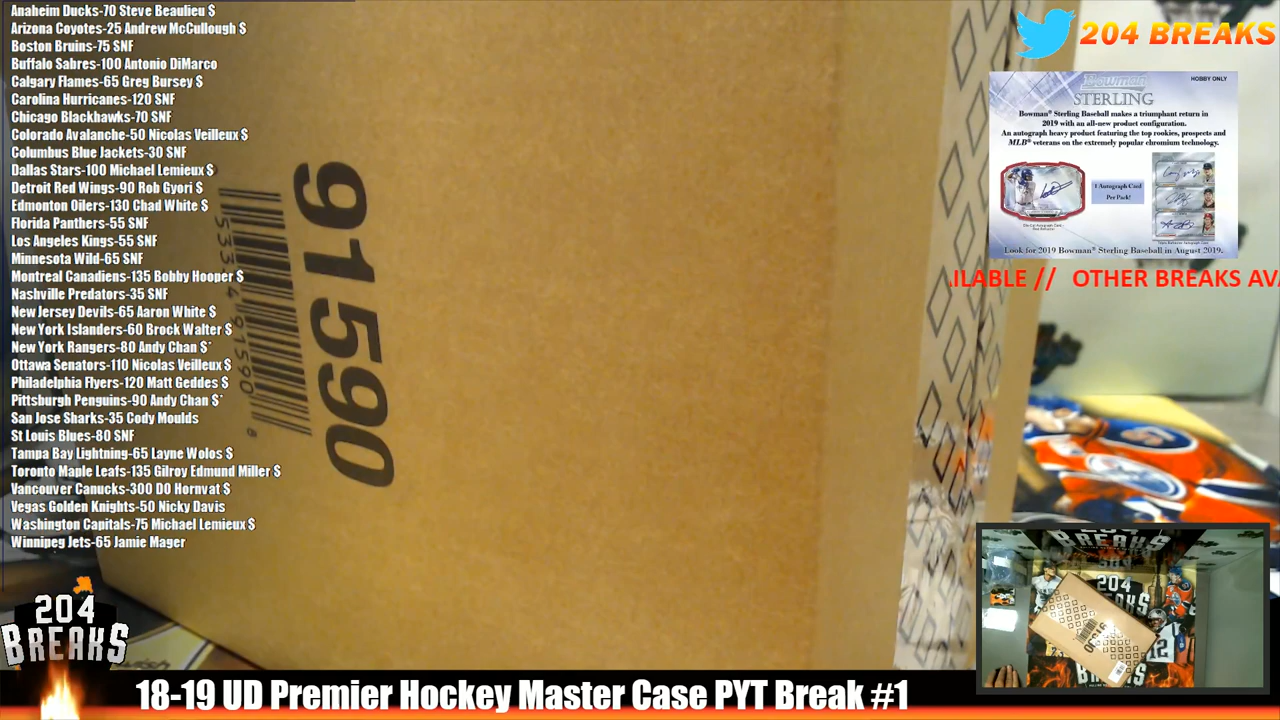 Anaheim Ducks-70 Steve Beaulieu $
Arizona Coyotes-25 Andrew McCullough $
Boston Bruins-75 SNF
Buffalo Sabres-100 Antonio DiMarco
Calgary Flames-65 Greg Bursey $
Carolina Hurricanes-120 SNF
Chicago Blackhawks-70 SNF
Colorado Avalanche-50 Nicolas Veilleux $
Columbus Blue Jackets-30 SNF
Dallas Stars-100 Michael Lemieux $
Detroit Red Wings-90 Rob Gyori $
Edmonton Oilers-130 Chad White $
Florida Panthers-55 SNF
Los Angeles Kings-55 SNF
Minnesota Wild-65 SNF
Montreal Canadiens-135 Bobby Hooper $
Nashville Predators-35 SNF
New Jersey Devils-65 Aaron White $
New York Islanders-60 Brock Walter $
New York Rangers-80 Andy Chan $*
Ottawa Senators-110 Nicolas Veilleux $
Philadelphia Flyers-120 Matt Geddes $
Pittsburgh Penguins-90 Andy Chan $*
San Jose Sharks-35 Cody Moulds
St Louis Blues-80 SNF
Tampa Bay Lightning-65 Layne Wolos $
Toronto Maple Leafs-135 Gilroy Edmund Miller $
Vancouver Canucks-300 DO Hornvat $
Vegas Golden Knights-50 Nicky Davis
Washington Capitals-75 Michael Lemieux $
Winnipeg Jets-65 Jamie Mager
91590
204 BREAKS
HOBBY ONLY
Bowman
STERLING
Bowman® Sterling Baseball makes a triumphant return in
2019 with an all-new product configuration.
An autograph heavy product featuring the top rookies, prospects and
MLB® veterans on the extremely popular chromium technology.
1 Autograph Card
Per Pack!
Look for 2019 Bowman® Sterling Baseball in August 2019.
ILABLE // OTHER BREAKS AVA
204
BREAKS
204
BREAKS
91590
12
18-19 UD Premier Hockey Master Case PYT Break #1